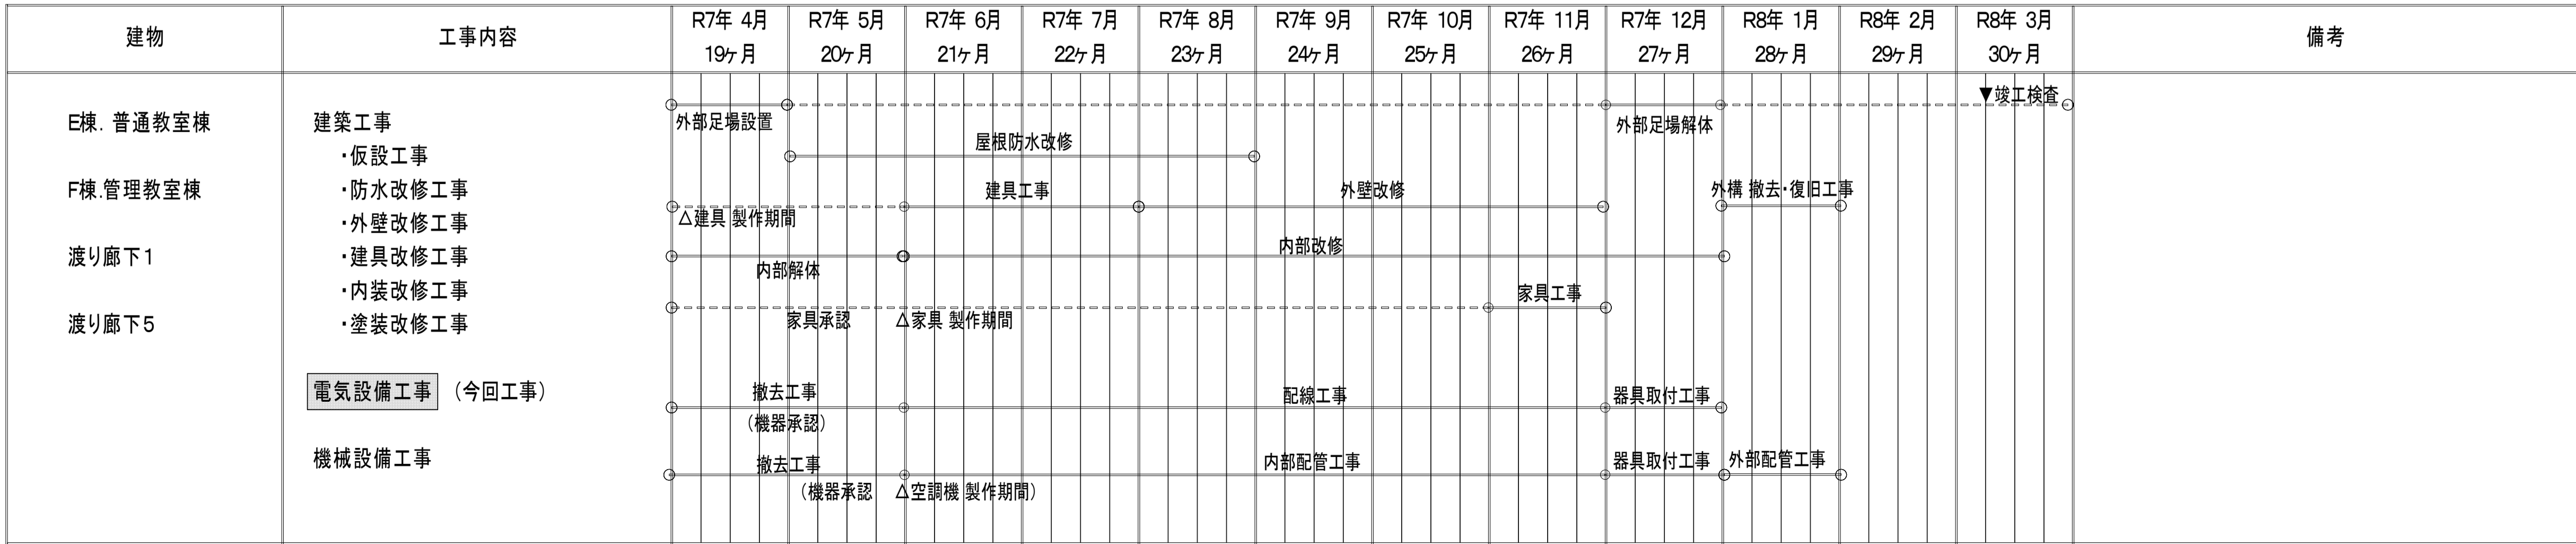 建物 工事内容 R7年 4月 R7年 5月 R7年 6月 R7年 7月 R7年 8月 R7年 9月 R7年 10月 R7年 11月 R7年 12月 R8年 1月 R8年 2月 R8年 3月 備考
19ヶ月 20ヶ月 21ヶ月 22ヶ月 23ヶ月 24ヶ月 25ヶ月 26ヶ月 27ヶ月 28ヶ月 29ヶ月 30ヶ月
▼竣工検査
E棟. 普通教室棟 建築工事 外部足場設置 外部足場解体
屋根防水改修
・仮設工事
F棟.管理教室棟 ・防水改修工事 建具工事 外壁改修 外構 撤去・復旧工事
△建具 製作期間
・外壁改修工事
渡り廊下1 ・建具改修工事 内部改修
内部解体
・内装改修工事 家具工事
渡り廊下5 ・塗装改修工事 家具承認 △家具 製作期間
電気設備工事 (今回工事) 撤去工事 配線工事 器具取付工事
(機器承認)
機械設備工事 撤去工事 内部配管工事 器具取付工事 外部配管工事
(機器承認 △空調機 製作期間)